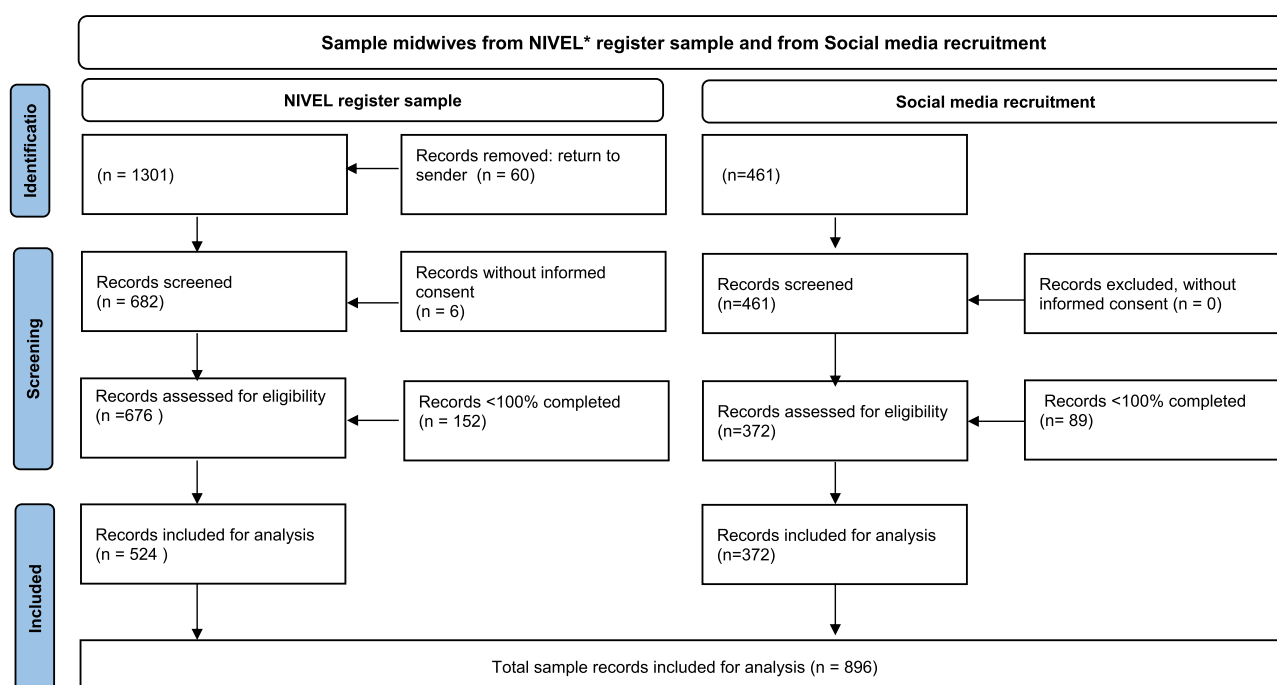 Sample midwives from NIVEL* register sample and from Social media recruitment
NIVEL register sample
Social media recruitment
Identificatio
(n = 1301)
Records removed: return to
sender (n = 60)
(n=461)
Screening
Records screened
(n = 682)
Records without informed
consent
(n = 6)
Records screened
(n=461)
Records excluded, without
informed consent (n = 0)
Records assessed for eligibility
(n =676 )
Records <100% completed
(n = 152)
Records assessed for eligibility
(n=372)
Records <100% completed
(n= 89)
Included
Records included for analysis
(n = 524 )
Records included for analysis
(n=372)
Total sample records included for analysis (n = 896)